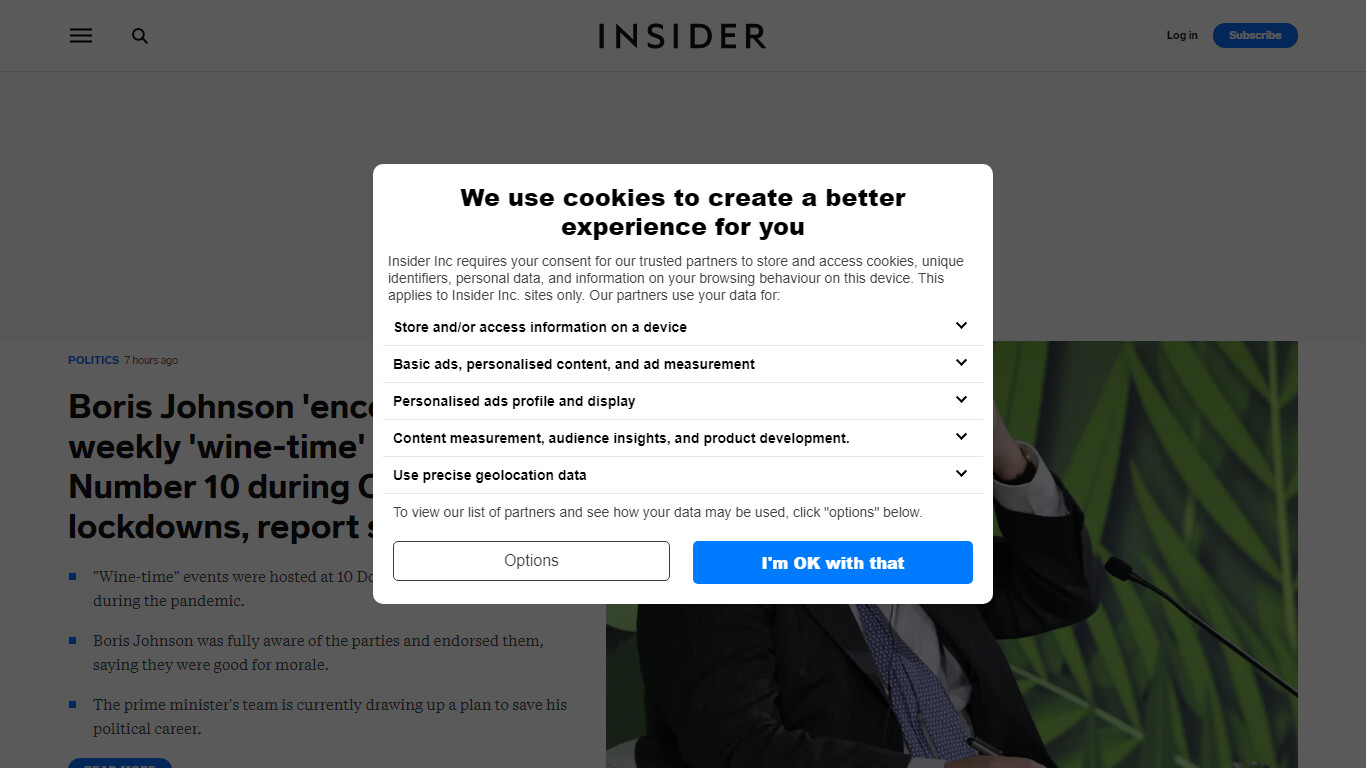 INSIDER
Log in
Subscribe
We use cookies to create a better
experience for you
Insider Inc requires your consent for our trusted partners to store and access cookies, unique
identifiers, personal data, and information on your browsing behaviour on this device. This
applies to Insider Inc. sites only. Our partners use your data for:
Store and/or access information on a device
Basic ads, personalised content, and ad measurement
Personalised ads profile and display
Content measurement, audience insights, and product development.
Use precise geolocation data
To view our list of partners and see how your data may be used, click "options" below.
Options
I'm OK with that
POLITICS 7 hours ago
Boris Johnson
weekly 'wine-time'
Number 10 during
lockdowns, report
"Wine-time" events were hosted at 10
during the pandemic.
Boris Johnson was fully aware of the parties and endorsed them,
saying they were good for morale.
The prime minister's team is currently drawing up a plan to save his
political career.
READ MORE